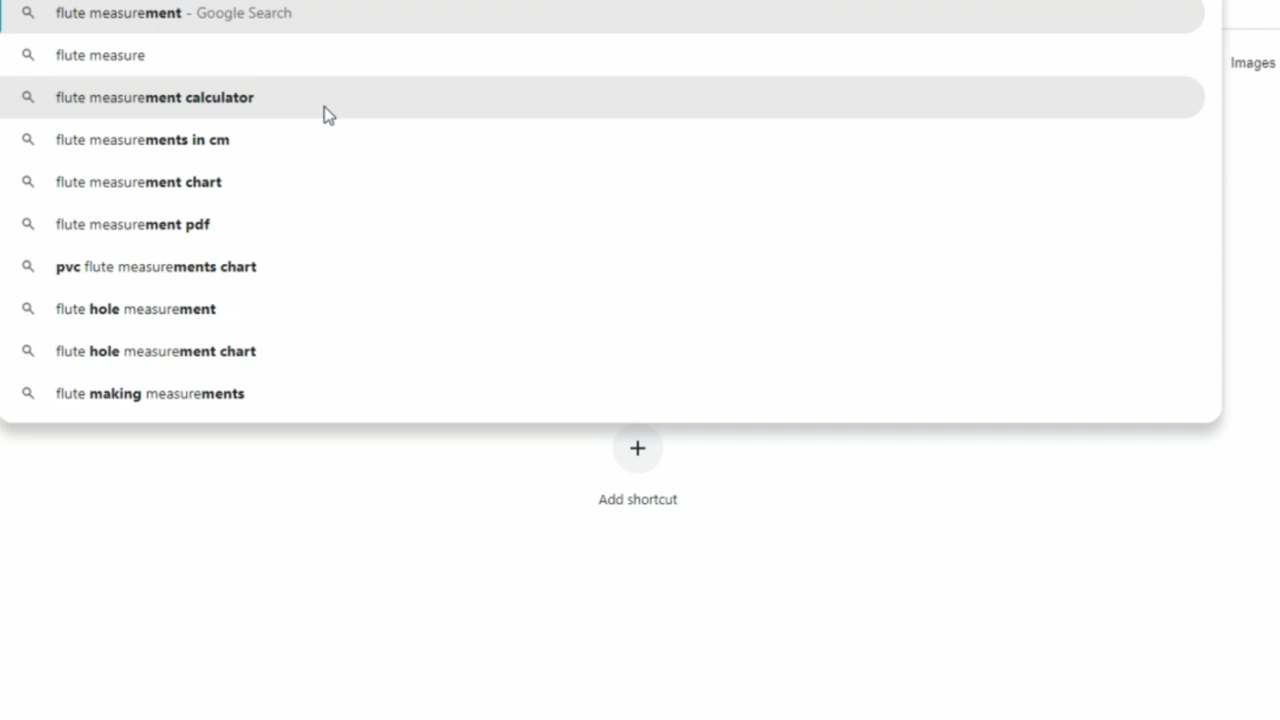 flute measurement - Google Search
flute measure
Images
flute measurement calculator
flute measurements in cm
flute measurement chart
flute measurement pdf
pvc flute measurements chart
flute hole measurement
flute hole measurement chart
flute making measurements
Add shortcut